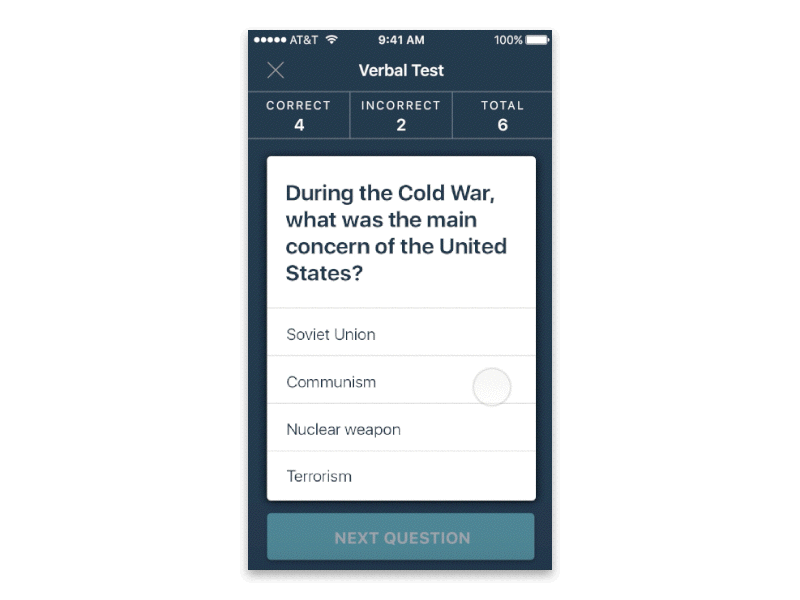 AT&T 9:41 AM 100%
Verbal Test
CORRECT INCORRECT TOTAL
4 2 6
During the Cold War,
what was the main
concern of the United
States?
Soviet Union
Communism
Nuclear weapon
Terrorism
NEXT QUESTION